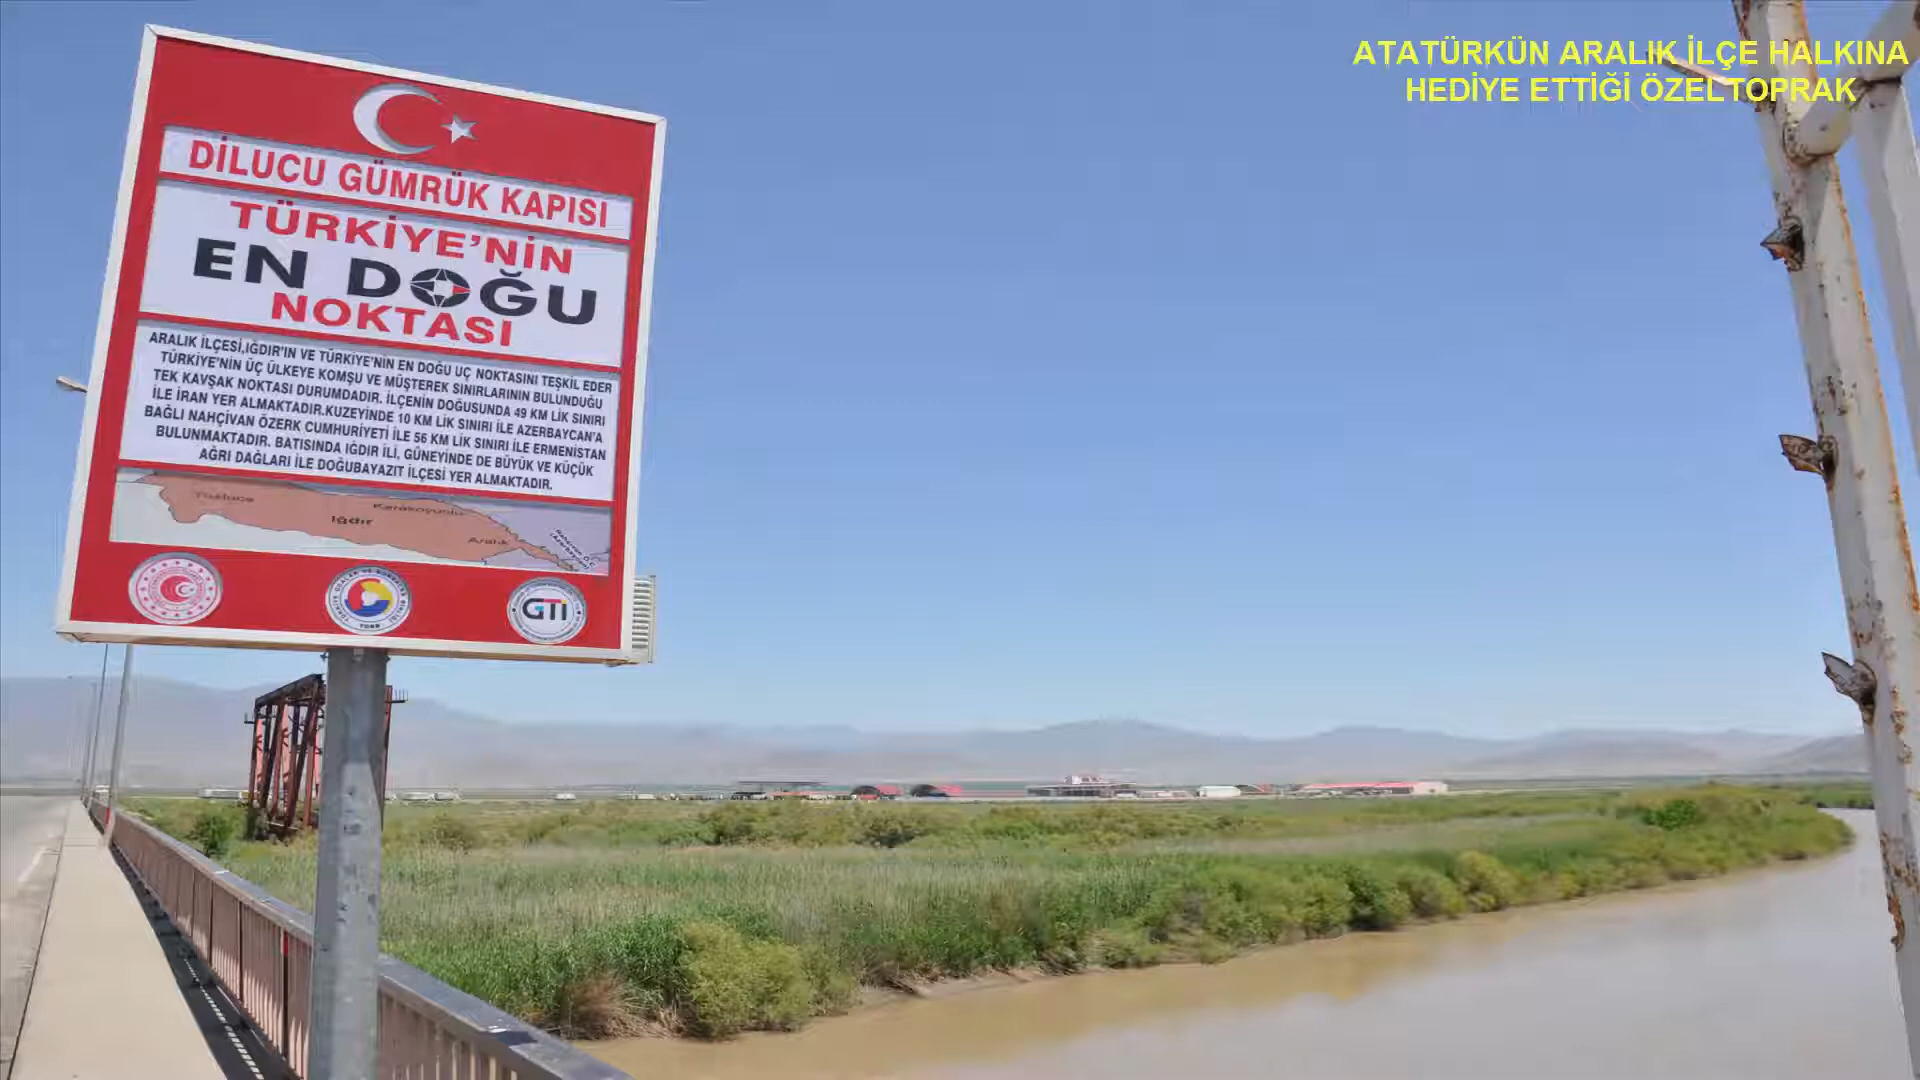 ATATÜRKÜN ARALIK İLÇE HALKINA
HEDİYE ETTİĞİ ÖZELTOPRAK
DİLUCU GÜMRÜK KAPISI
TÜRKİYE'NİN
EN DOĞU
NOKTASI
ARALIK İLÇESİ,IĞDIR'IN VE TÜRKİYE'NİN EN DOĞU UÇ NOKTASINI TEŞKİL EDER
TÜRKİYE'NİN ÜÇ ÜLKEYE KOMŞU VE MÜŞTEREK SINIRLARININ BULUNDUĞU
TEK KAVŞAK NOKTASI DURUMDADIR. İLÇENİN DOĞUSUNDA 49 KM LİK SINIRI
İLE İRAN YER ALMAKTADIR.KUZEYİNDE 10 KM LİK SINIRI İLE AZERBAYCAN'A
BAĞLI NAHÇİVAN ÖZERK CUMHURİYETİ İLE 56 KM LİK SINIRI İLE ERMENİSTAN
BULUNMAKTADIR. BATISINDA IĞDIR İLİ, GÜNEYİNDE DE BÜYÜK VE KÜÇÜK
AĞRI DAĞLARI İLE DOĞUBAYAZIT İLÇESİ YER ALMAKTADIR.
Tuzluca
Karakoyunlu
Iğdır
Aralık
GTİ